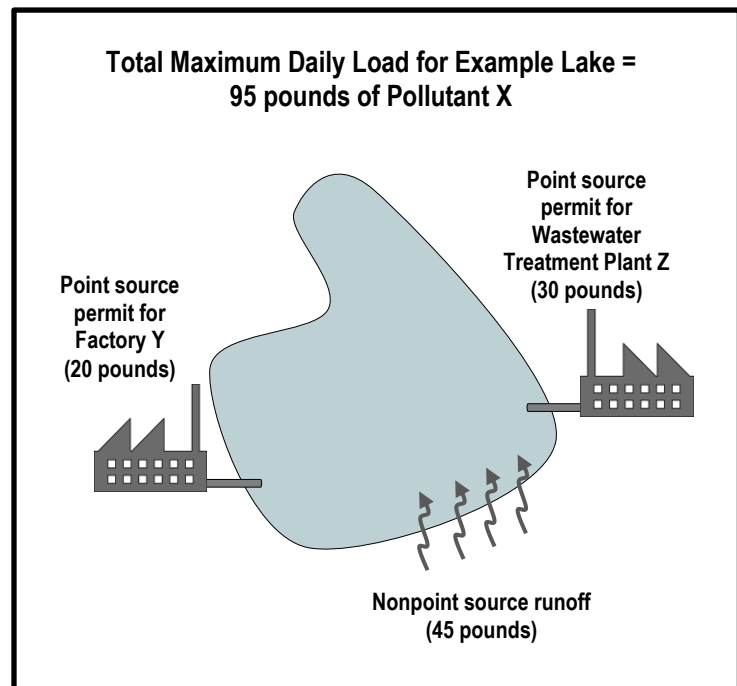 Total Maximum Daily Load for Example Lake =
95 pounds of Pollutant X
Point source
permit for
Wastewater
Treatment Plant Z
(30 pounds)
Point source
permit for
Factory Y
(20 pounds)
Nonpoint source runoff
(45 pounds)